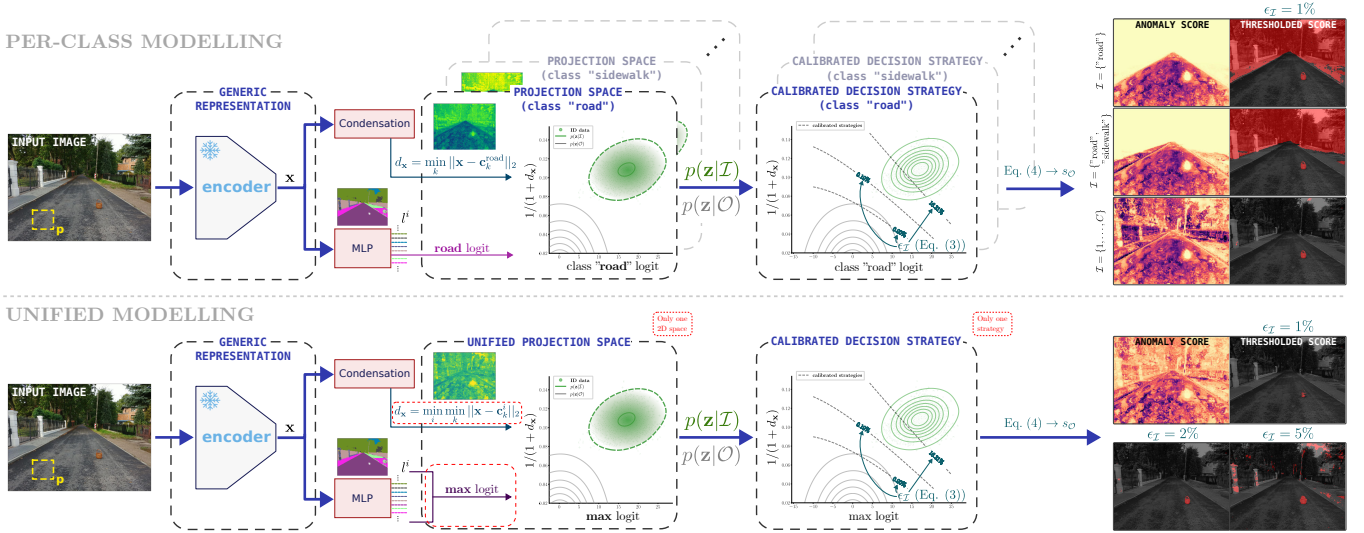 PER-CLASS MODELLING
GENERIC
REPRESENTATION
INPUT IMAGE
p
encoder
x
Condensation
d_x = min_k ||x − c_k^road||_2
l^i
MLP
road logit
PROJECTION SPACE
(class "sidewalk")
PROJECTION SPACE
(class "road")
ID data
p(z|I)
p(z|O)
1/(1 + d_x)
class "road" logit
p(z|I)
p(z|O)
CALIBRATED DECISION STRATEGY
(class "sidewalk")
CALIBRATED DECISION STRATEGY
(class "road")
calibrated strategies
1/(1 + d_x)
ϵ_I (Eq. (3))
class "road" logit
Eq. (4) → s_O
ϵ_I = 1%
ANOMALY SCORE
THRESHOLDED SCORE
I = {"road"}
I = {"road", "sidewalk"}
I = {1, . . . , C}
UNIFIED MODELLING
GENERIC
REPRESENTATION
INPUT IMAGE
p
encoder
x
Condensation
d_x = min_i min_k ||x − c_k^i||_2
l^i
MLP
max logit
Only one
2D space
UNIFIED PROJECTION SPACE
ID data
p(z|I)
p(z|O)
1/(1 + d_x)
max logit
p(z|I)
p(z|O)
Only one
strategy
CALIBRATED DECISION STRATEGY
calibrated strategies
1/(1 + d_x)
ϵ_I (Eq. (3))
max logit
Eq. (4) → s_O
ϵ_I = 1%
ANOMALY SCORE
THRESHOLDED SCORE
ϵ_I = 2%
ϵ_I = 5%